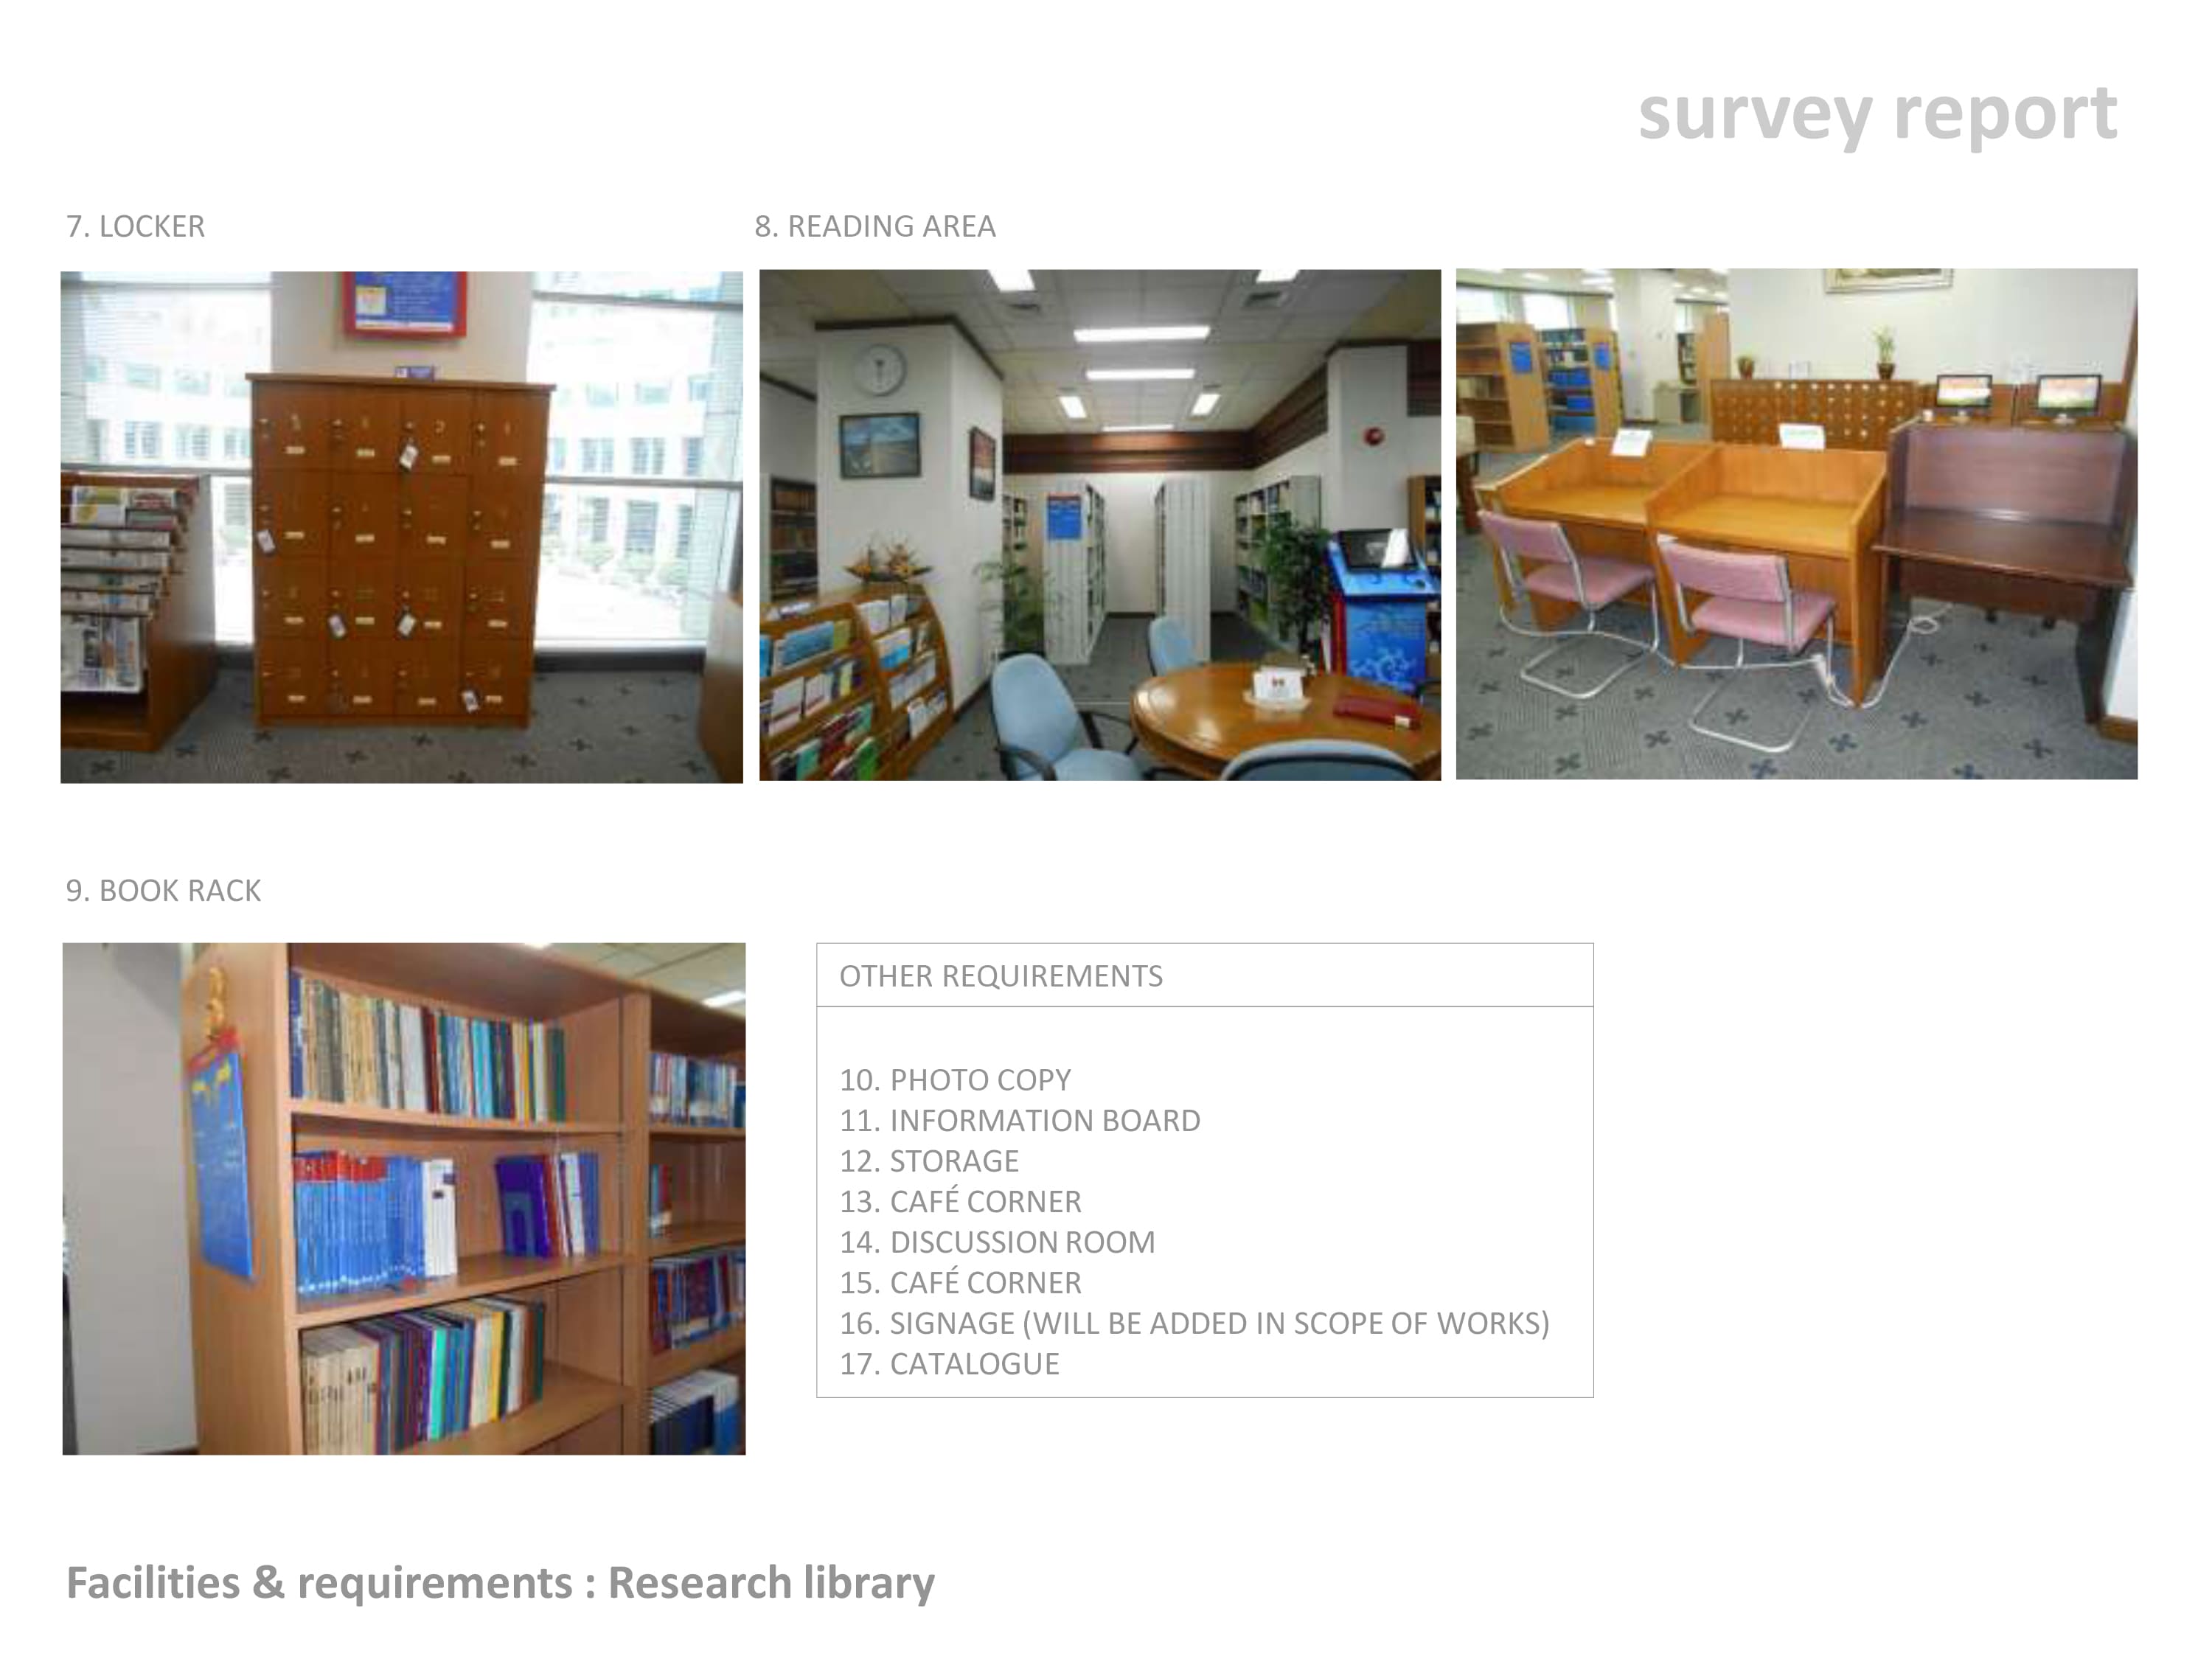 survey report
7. LOCKER
8. READING AREA
9. BOOK RACK
OTHER REQUIREMENTS
10. PHOTO COPY
11. INFORMATION BOARD
12. STORAGE
13. CAFÉ CORNER
14. DISCUSSION ROOM
15. CAFÉ CORNER
16. SIGNAGE (WILL BE ADDED IN SCOPE OF WORKS)
17. CATALOGUE
Facilities & requirements : Research library